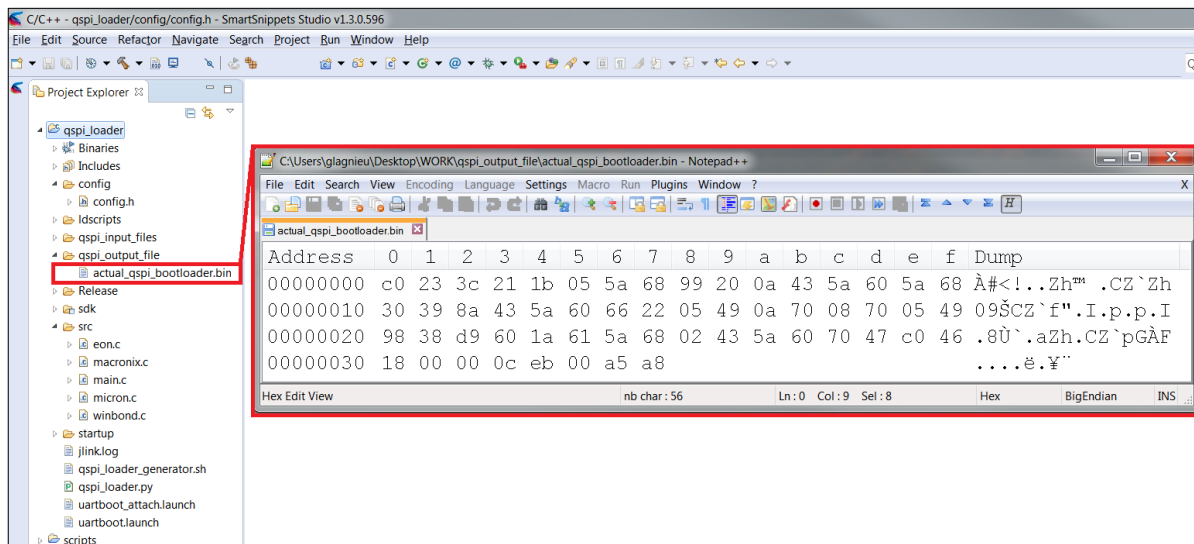 C/C++ - qspi_loader/config/config.h - SmartSnippets Studio v1.3.0.596
File Edit Source Refactor Navigate Search Project Run Window Help
Project Explorer
qspi_loader
Binaries
Includes
config
config.h
ldscripts
qspi_input_files
qspi_output_file
actual_qspi_bootloader.bin
Release
sdk
src
eon.c
macronix.c
main.c
micron.c
winbond.c
startup
jlink.log
qspi_loader_generator.sh
qspi_loader.py
uartboot_attach.launch
uartboot.launch
scripts
C:\Users\glagnieu\Desktop\WORK\qspi_output_file\actual_qspi_bootloader.bin - Notepad++
File Edit Search View Encoding Language Settings Macro Run Plugins Window ? X
actual_qspi_bootloader.bin
Address 0 1 2 3 4 5 6 7 8 9 a b c d e f Dump
00000000 c0 23 3c 21 1b 05 5a 68 99 20 0a 43 5a 60 5a 68 À#<!..Zh™ .CZ`Zh
00000010 30 39 8a 43 5a 60 66 22 05 49 0a 70 08 70 05 49 09ŠCZ`f".I.p.p.I
00000020 98 38 d9 60 1a 61 5a 68 02 43 5a 60 70 47 c0 46 .8Ù`.aZh.CZ`pGÀF
00000030 18 00 00 0c eb 00 a5 a8 ....ë.¥¨
Hex Edit View nb char : 56 Ln : 0 Col : 9 Sel : 8 Hex BigEndian INS